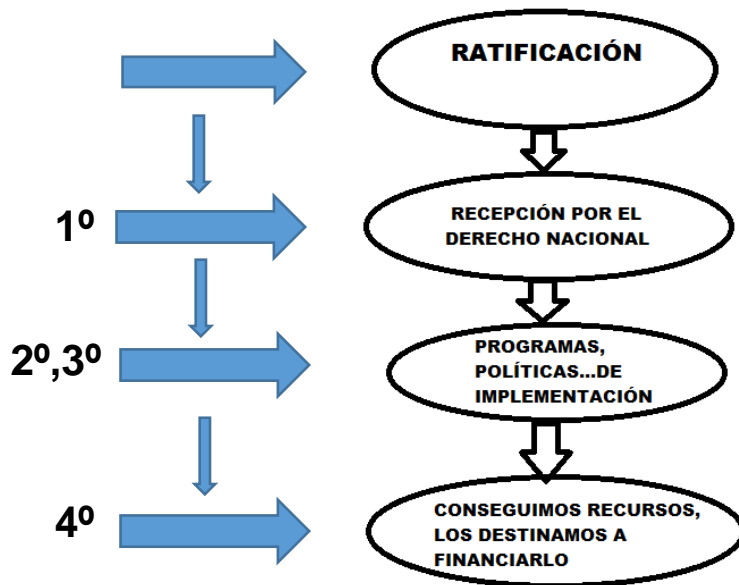 RATIFICACIÓN
1º
RECEPCIÓN POR EL
DERECHO NACIONAL
2º,3º
PROGRAMAS,
POLÍTICAS...DE
IMPLEMENTACIÓN
4º
CONSEGUIMOS RECURSOS,
LOS DESTINAMOS A
FINANCIARLO